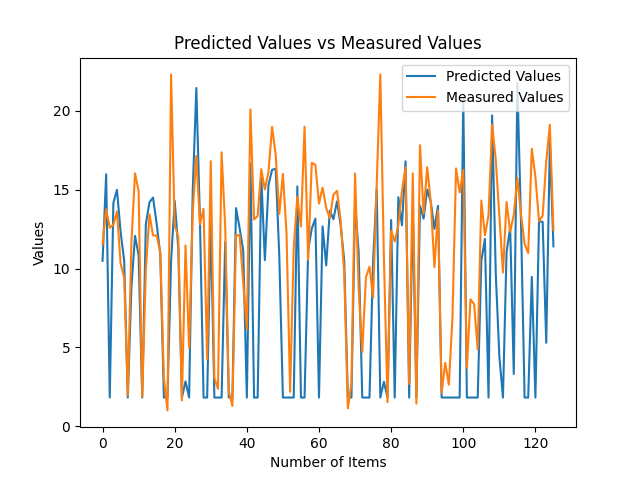 Predicted Values vs Measured Values
Predicted Values
Measured Values
Values
20
15
10
5
0
0 20 40 60 80 100 120
Number of Items